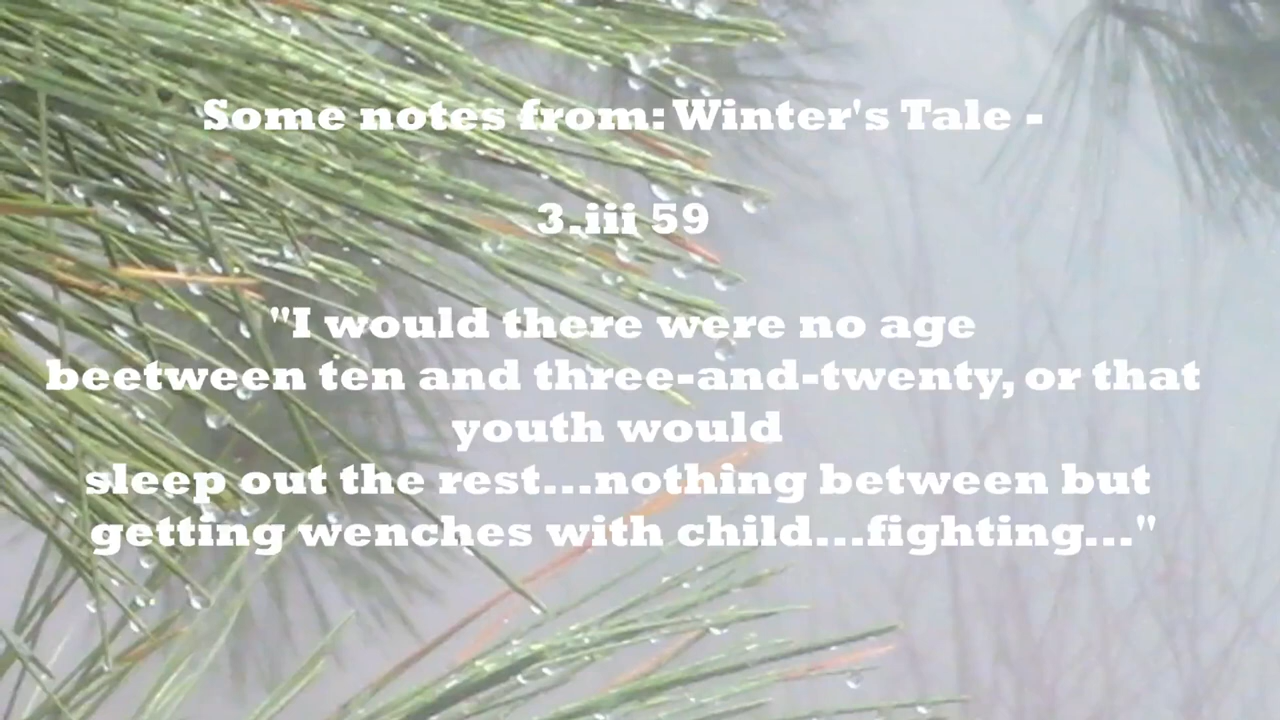 Some notes from: Winter's Tale -
3.iii 59
"I would there were no age
beetween ten and three-and-twenty, or that
youth would
sleep out the rest...nothing between but
getting wenches with child...fighting..."